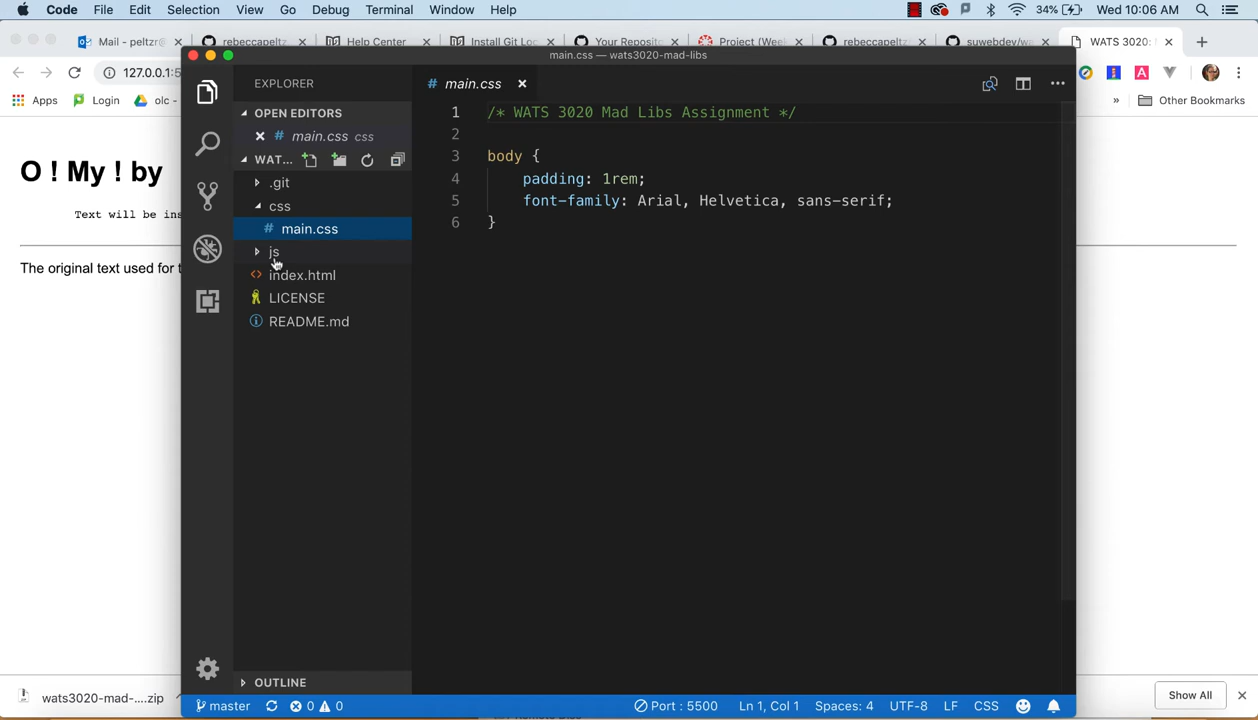 Code File Edit Selection View Go Debug Terminal Window Help 34% Wed 10:06 AM
Mail - peltzr@ rebeccapeltz Help Center Install Git Loc Your Reposito Project (Wee rebeccapeltzr suwebdev/wa WATS 3020:
127.0.0.1:5
Apps Login olc - » Other Bookmarks
main.css — wats3020-mad-libs
EXPLORER
main.css
OPEN EDITORS
main.css css
WAT...
.git
css
main.css
js
index.html
LICENSE
README.md
OUTLINE
1 /* WATS 3020 Mad Libs Assignment */
2
3 body {
4 padding: 1rem;
5 font-family: Arial, Helvetica, sans-serif;
6 }
O ! My ! by
Text will be ins
The original text used for t
master 0 0 Port : 5500 Ln 1, Col 1 Spaces: 4 UTF-8 LF CSS
wats3020-mad-....zip
Show All